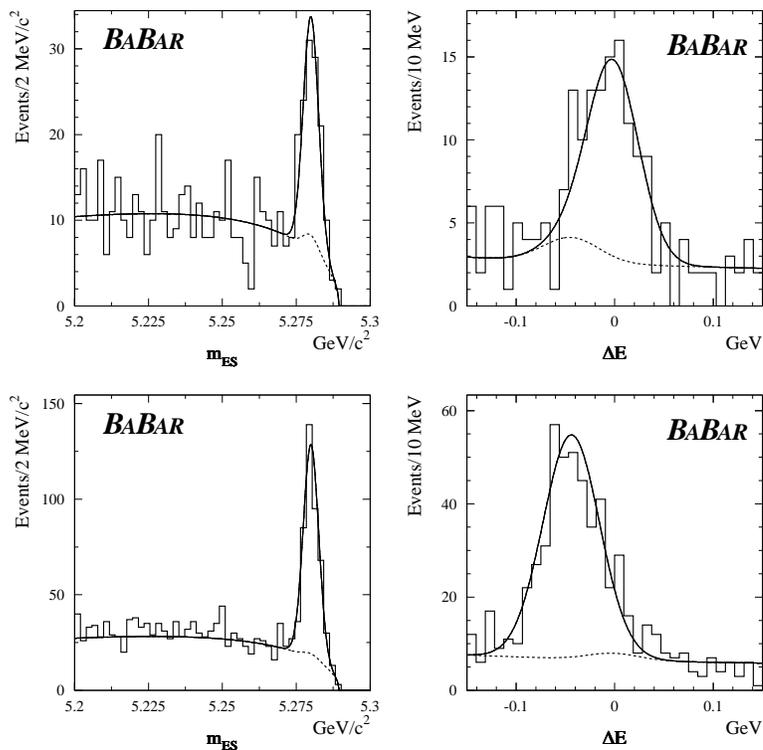 BABAR
Events/2 MeV/c²
30
20
10
0
5.2 5.225 5.25 5.275 5.3
GeV/c²
m_ES
BABAR
Events/10 MeV
15
10
5
0
-0.1 0 0.1
GeV
ΔE
BABAR
Events/2 MeV/c²
150
100
50
0
5.2 5.225 5.25 5.275 5.3
GeV/c²
m_ES
BABAR
Events/10 MeV
60
40
20
0
-0.1 0 0.1
GeV
ΔE